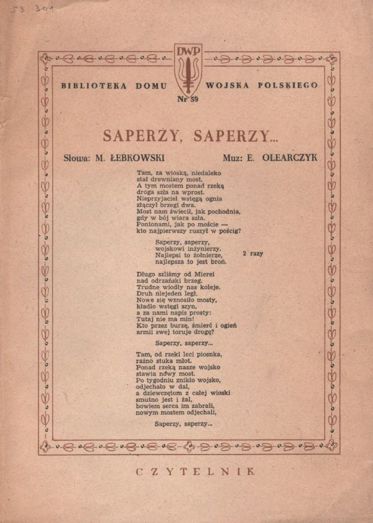 53 301
DWP
BIBLIOTEKA DOMU WOJSKA POLSKIEGO
Nr 59
SAPERZY, SAPERZY...
Słowa: M. ŁEBKOWSKI Muz: E. OLEARCZYK
Tam, za wioską, niedaleko
stał drewniany most,
A tym mostem ponad rzeką
droga szła na wprost.
Nieprzyjaciel wstęgą ognia
złączył brzegi dwa.
Most nam świecił, jak pochodnia,
gdy w bój wiara szła.
Pontonami, jak po moście —
kto najpierwszy ruszył w pościg?
Saperzy, saperzy,
wojskowi inżynierzy.
Najlepsi to żołnierze,
najlepsza to jest broń.
2 razy
Długo szliśmy od Mierei
nad odrzański brzeg.
Trudne wiodły nas koleje.
Druh niejeden legł.
Nowe się wznosiło mosty,
kładło wstęgi szyn,
a za nami napis prosty:
Tutaj nie ma min!
Kto przez burzę, śmierć i ogień
armii swej toruje drogę?
Saperzy, saperzy...
Tam, od rzeki leci piosnka,
raźno stuka młot.
Ponad rzeką nasze wojsko
stawia nowy most.
Po tygodniu znikło wojsko,
odjechało w dal,
a dziewczętom z całej wioski
smutno jest i żal,
bowiem serca im zabrali,
nowym mostem odjechali,
Saperzy, saperzy...
CZYTELNIK